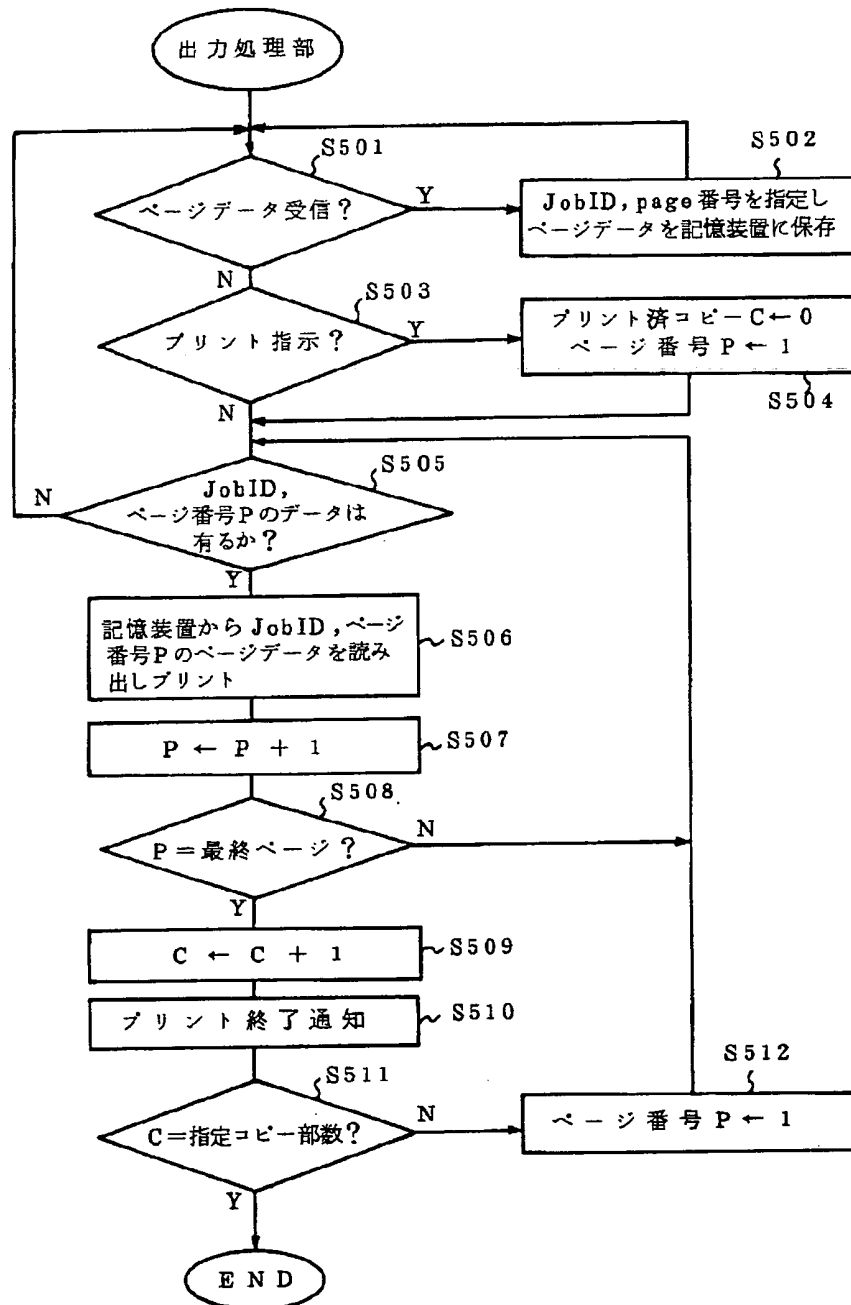 出力処理部
S501
ページデータ受信?
Y
N
S502
JobID,page番号を指定し
ページデータを記憶装置に保存
S503
プリント指示?
Y
N
プリント済コピーC←0
ページ番号P←1
S504
S505
JobID,
ページ番号Pのデータは
有るか?
N
Y
記憶装置からJobID,ページ
番号Pのページデータを読み
出しプリント
S506
P ← P + 1
S507
S508
P=最終ページ?
N
Y
C ← C + 1
S509
プリント終了通知
S510
S511
C=指定コピー部数?
N
Y
S512
ページ番号P←1
END